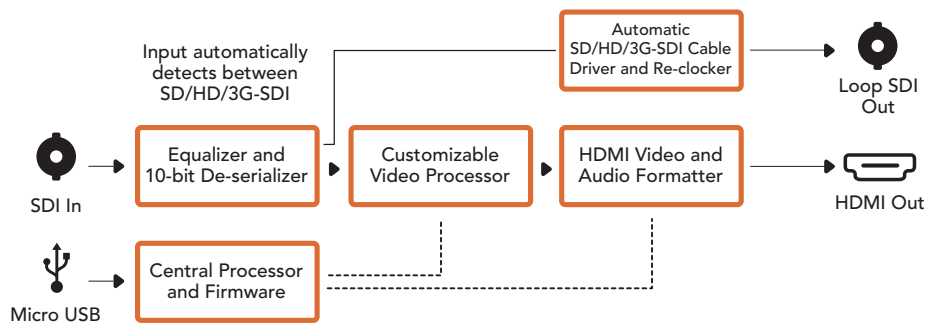 Input automatically
detects between
SD/HD/3G-SDI
Automatic
SD/HD/3G-SDI Cable
Driver and Re-clocker
Loop SDI
Out
SDI In
Equalizer and
10-bit De-serializer
Customizable
Video Processor
HDMI Video and
Audio Formatter
HDMI Out
Micro USB
Central Processor
and Firmware